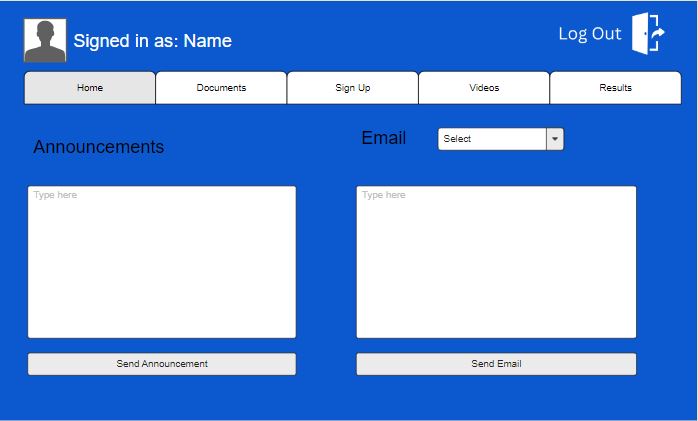 Signed in as: Name
Log Out
Home
Documents
Sign Up
Videos
Results
Announcements
Email
Select
Type here
Type here
Send Announcement
Send Email